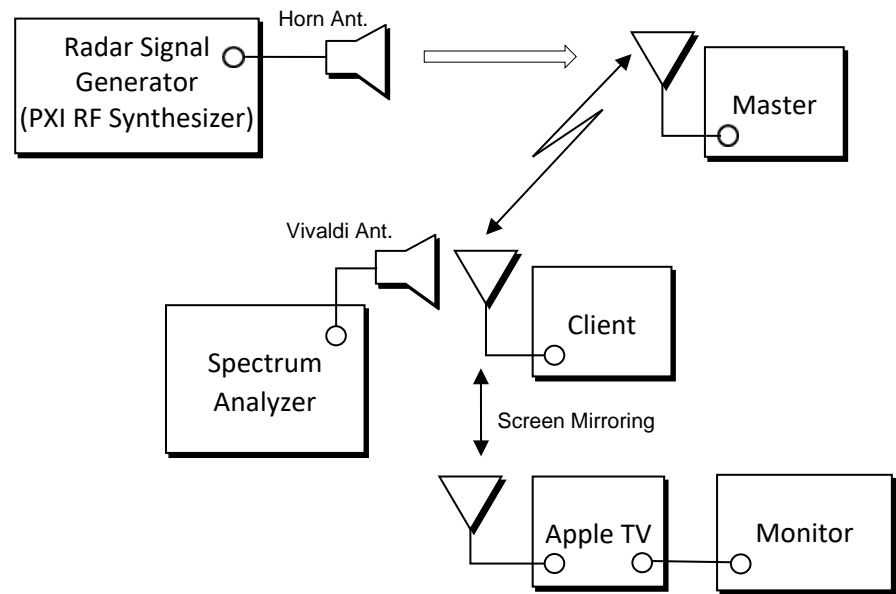 Horn Ant.
Radar Signal
Generator
(PXI RF Synthesizer)
Master
Vivaldi Ant.
Client
Spectrum
Analyzer
Screen Mirroring
Apple TV
Monitor